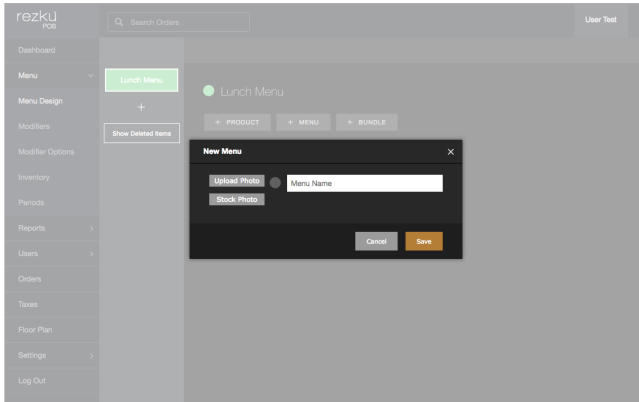 rezkü
POS
Search Orders
User Test
Dashboard
Menu
Menu Design
Modifiers
Modifier Options
Inventory
Periods
Reports
Users
Orders
Taxes
Floor Plan
Settings
Log Out
Lunch Menu
+
Show Deleted Items
Lunch Menu
+ PRODUCT + MENU + BUNDLE
New Menu
Upload Photo Menu Name
Stock Photo
Cancel Save